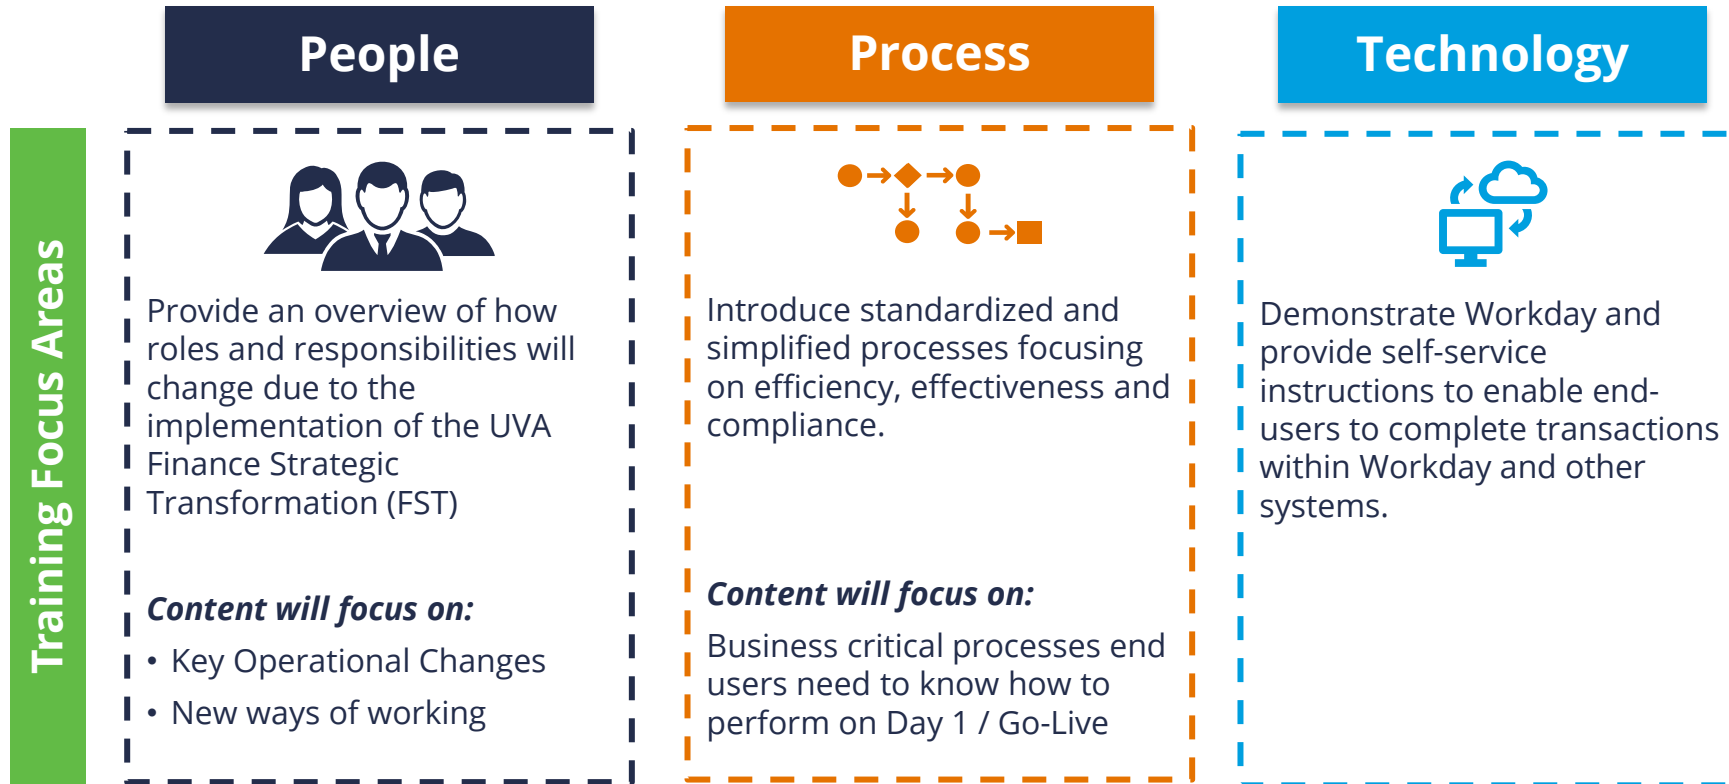 People
Process
Technology
Training Focus Areas
Provide an overview of how
roles and responsibilities will
change due to the
implementation of the UVA
Finance Strategic
Transformation (FST)
Content will focus on:
• Key Operational Changes
• New ways of working
Introduce standardized and
simplified processes focusing
on efficiency, effectiveness and
compliance.
Content will focus on:
Business critical processes end
users need to know how to
perform on Day 1 / Go-Live
Demonstrate Workday and
provide self-service
instructions to enable end-
users to complete transactions
within Workday and other
systems.